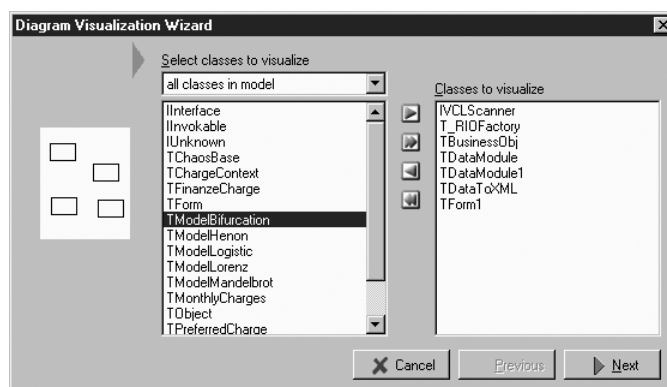 Diagram Visualization Wizard
Select classes to visualize
all classes in model
IInterface
IInvokable
IUnknown
TChaosBase
TChargeContext
TFinanzeCharge
TForm
TModelBifurcation
TModelHenon
TModelLogistic
TModelLorenz
TModelMandelbrot
TMonthlyCharges
TObject
TPreferredCharge
Classes to visualize
IVCLScanner
T_RIOFactory
TBusinessObj
TDataModule
TDataModule1
TDataToXML
TForm1
Cancel
Previous
Next